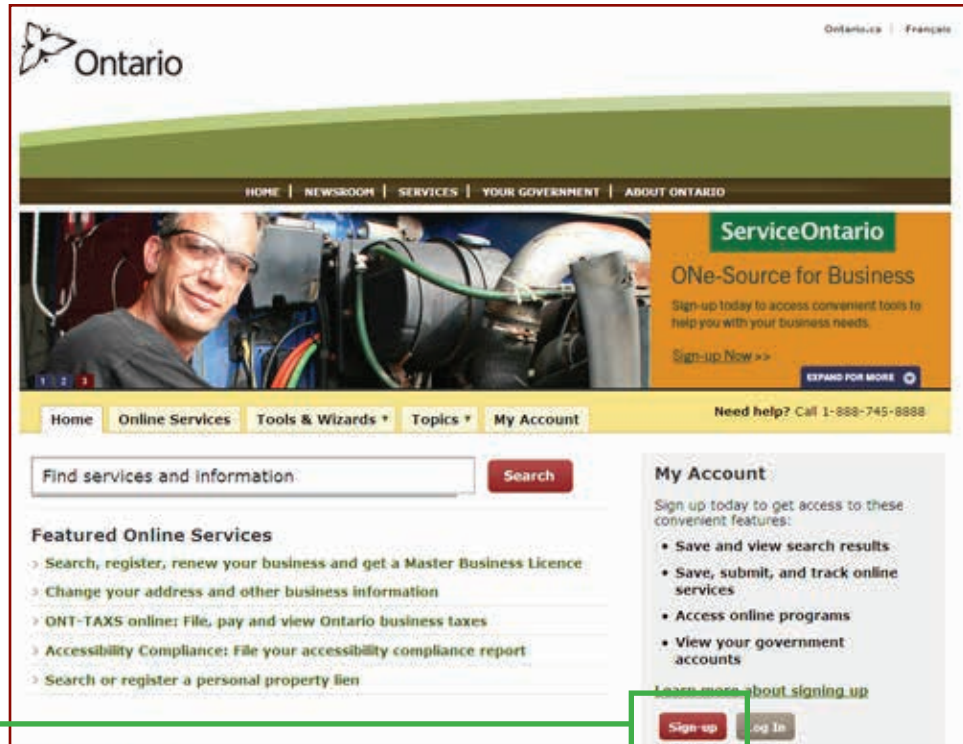 Ontario
Ontario.ca | Français
HOME | NEWSROOM | SERVICES | YOUR GOVERNMENT | ABOUT ONTARIO
ServiceOntario
ONe-Source for Business
Sign-up today to access convenient tools to
help you with your business needs.
Sign-up Now >>
EXPAND FOR MORE
1 2 3
Home Online Services Tools & Wizards Topics My Account
Need help? Call 1-888-745-8888
Find services and information
Search
Featured Online Services
Search, register, renew your business and get a Master Business Licence
Change your address and other business information
ONT-TAXS online: File, pay and view Ontario business taxes
Accessibility Compliance: File your accessibility compliance report
Search or register a personal property lien
My Account
Sign up today to get access to these
convenient features:
• Save and view search results
• Save, submit, and track online
services
• Access online programs
• View your government
accounts
Learn more about signing up
Sign-up Log In